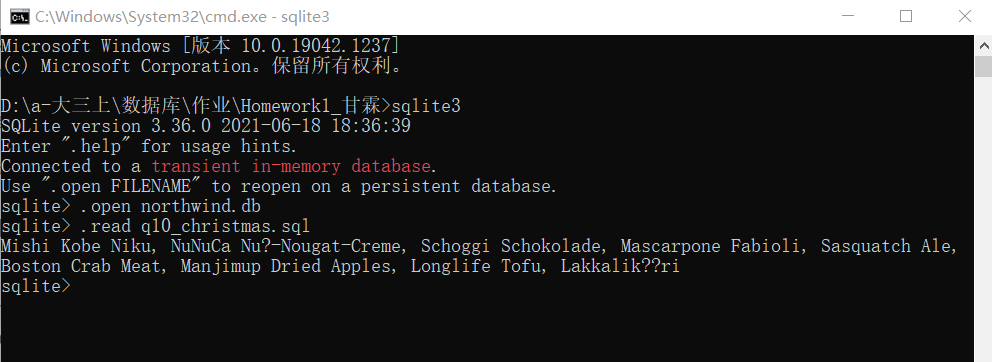 C:\Windows\System32\cmd.exe - sqlite3
Microsoft Windows [版本 10.0.19042.1237]
(c) Microsoft Corporation。保留所有权利。
D:\a-大三上\数据库\作业\Homework1_甘霖>sqlite3
SQLite version 3.36.0 2021-06-18 18:36:39
Enter ".help" for usage hints.
Connected to a transient in-memory database.
Use ".open FILENAME" to reopen on a persistent database.
sqlite> .open northwind.db
sqlite> .read q10_christmas.sql
Mishi Kobe Niku, NuNuCa Nu?-Nougat-Creme, Schoggi Schokolade, Mascarpone Fabioli, Sasquatch Ale,
Boston Crab Meat, Manjimup Dried Apples, Longlife Tofu, Lakkalik??ri
sqlite>